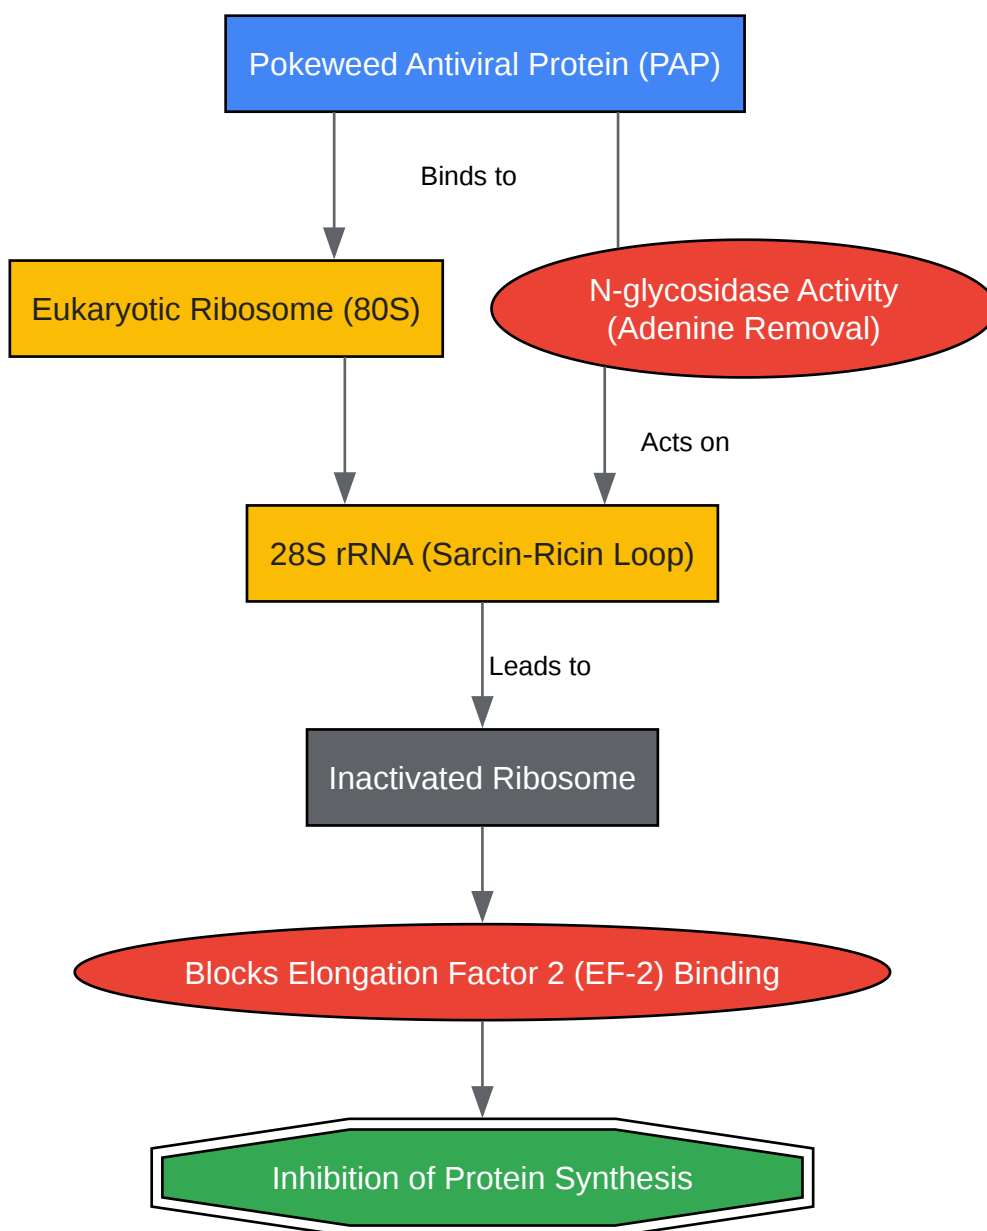 Pokeweed Antiviral Protein (PAP)
Binds to
Eukaryotic Ribosome (80S)
N-glycosidase Activity
(Adenine Removal)
Acts on
28S rRNA (Sarcin-Ricin Loop)
Leads to
Inactivated Ribosome
Blocks Elongation Factor 2 (EF-2) Binding
Inhibition of Protein Synthesis